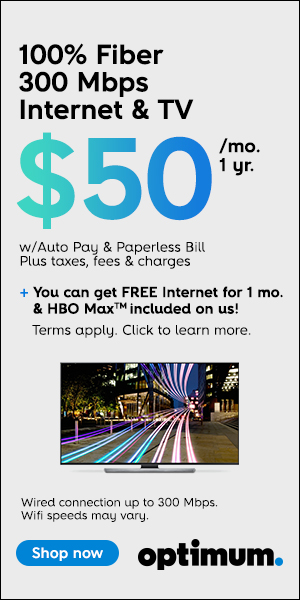 100% Fiber
300 Mbps
Internet & TV
$50
/mo.
1 yr.
w/Auto Pay & Paperless Bill
Plus taxes, fees & charges
+ You can get FREE Internet for 1 mo.
& HBO Max™ included on us!
Terms apply. Click to learn more.
Wired connection up to 300 Mbps.
Wifi speeds may vary.
Shop now
optimum.